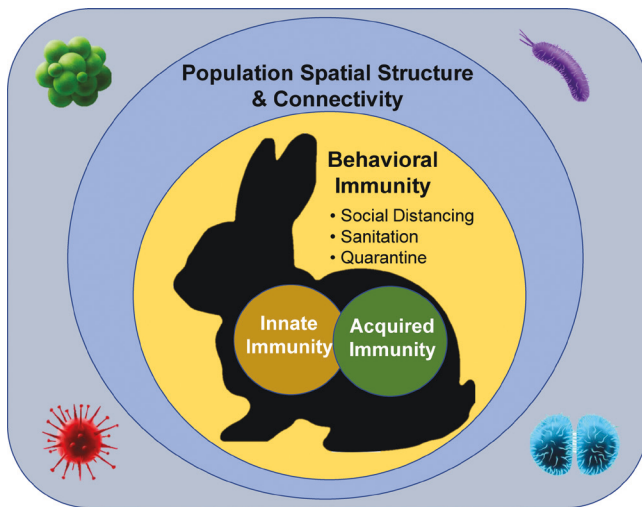 Population Spatial Structure
& Connectivity
Behavioral
Immunity
• Social Distancing
• Sanitation
• Quarantine
Innate
Immunity
Acquired
Immunity